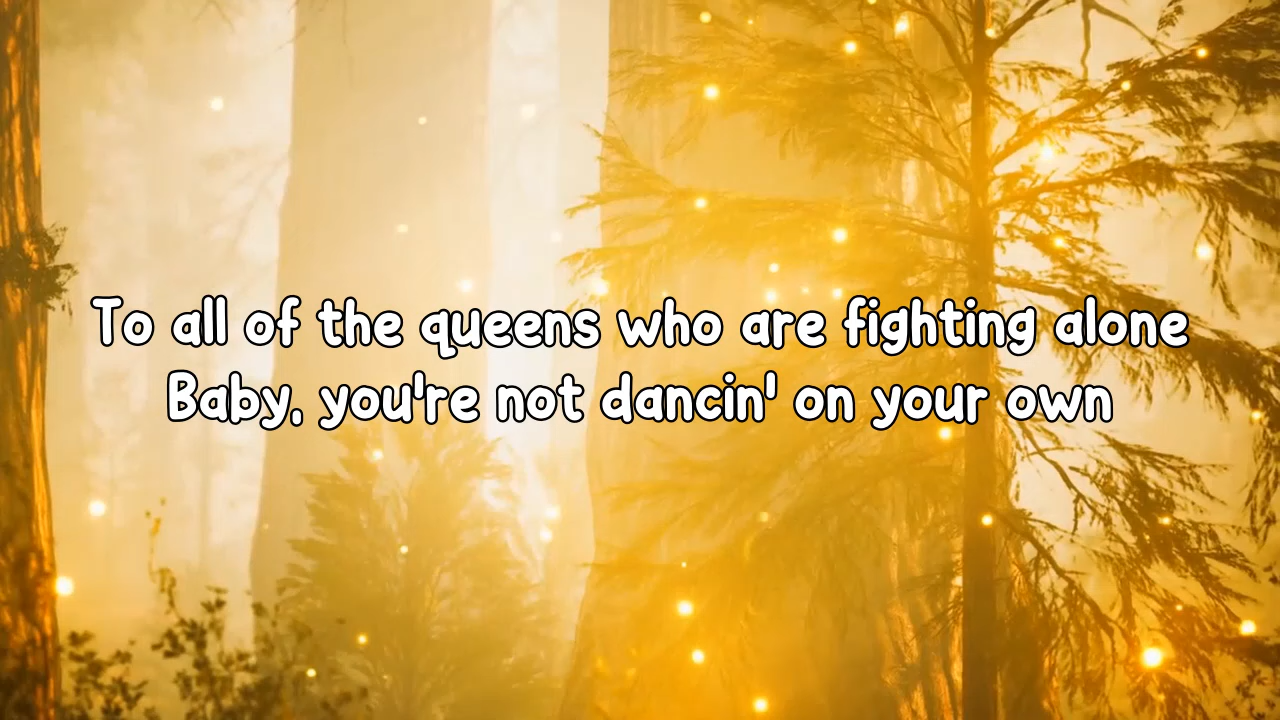 To all of the queens who are fighting alone
Baby, you're not dancin' on your own